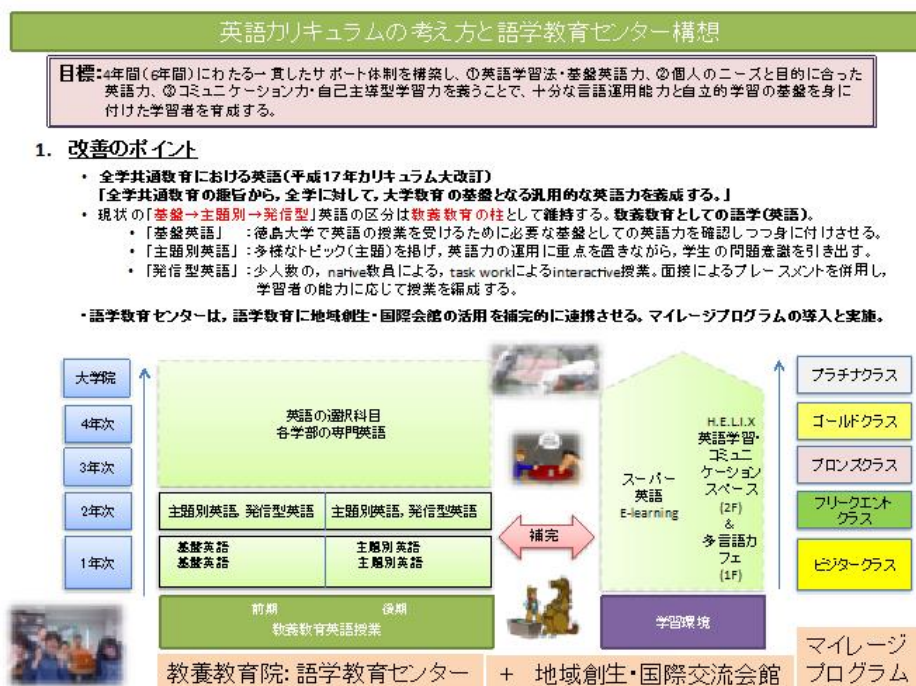 英語カリキュラムの考え方と語学教育センター構想
目標:4年間(6年間)にわたる一貫したサポート体制を構築し、①英語学習法・基盤英語力、②個人のニーズと目的に合った
英語力、③コミュニケーション力・自己主導型学習力を養うことで、十分な言語運用能力と自立的学習の基盤を身に
付けた学習者を育成する。
1. 改善のポイント
・ 全学共通教育における英語(平成17年カリキュラム大改訂)
「全学共通教育の趣旨から,全学に対して,大学教育の基盤となる汎用的な英語力を養成する。」
・ 現状の「基盤→主題別→発信型」英語の区分は教養教育の柱として維持する。教養教育としての語学(英語)。
・「基盤英語」 :徳島大学で英語の授業を受けるために必要な基盤としての英語力を確認しつつ身に付けさせる。
・「主題別英語」:多様なトピック(主題)を掲げ,英語力の運用に重点を置きながら,学生の問題意識を引き出す。
・「発信型英語」:少人数の,native教員による,task workによるinteractive授業。面接によるプレースメントを併用し,
学習者の能力に応じて授業を編成する。
・語学教育センターは,語学教育に地域創生・国際会館の活用を補完的に連携させる。マイレージプログラムの導入と実施。
大学院
4年次
3年次
2年次
1年次
英語の選択科目
各学部の専門英語
主題別英語,発信型英語
主題別英語,発信型英語
基盤英語
基盤英語
主題別英語
主題別英語
前期 後期
教養教育英語授業
補完
スーパー
英語
E-learning
H.E.L.I.X
英語学習・
コミュニ
ケーション
スペース
(2F)
&
多言語カ
フェ
(1F)
学習環境
プラチナクラス
ゴールドクラス
ブロンズクラス
フリークエント
クラス
ビジタークラス
教養教育院:語学教育センター + 地域創生・国際交流会館
マイレージ
プログラム